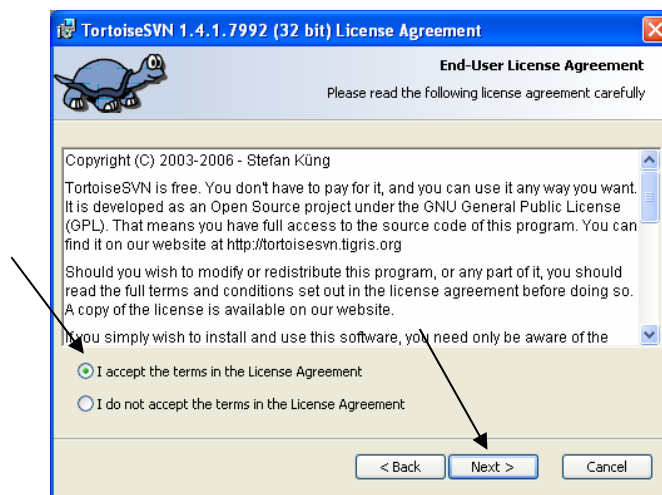 TortoiseSVN 1.4.1.7992 (32 bit) License Agreement
End-User License Agreement
Please read the following license agreement carefully
Copyright (C) 2003-2006 - Stefan Küng
TortoiseSVN is free. You don't have to pay for it, and you can use it any way you want.
It is developed as an Open Source project under the GNU General Public License
(GPL). That means you have full access to the source code of this program. You can
find it on our website at http://tortoisesvn.tigris.org
Should you wish to modify or redistribute this program, or any part of it, you should
read the full terms and conditions set out in the license agreement before doing so.
A copy of the license is available on our website.
If you simply wish to install and use this software, you need only be aware of the
I accept the terms in the License Agreement
I do not accept the terms in the License Agreement
< Back Next > Cancel